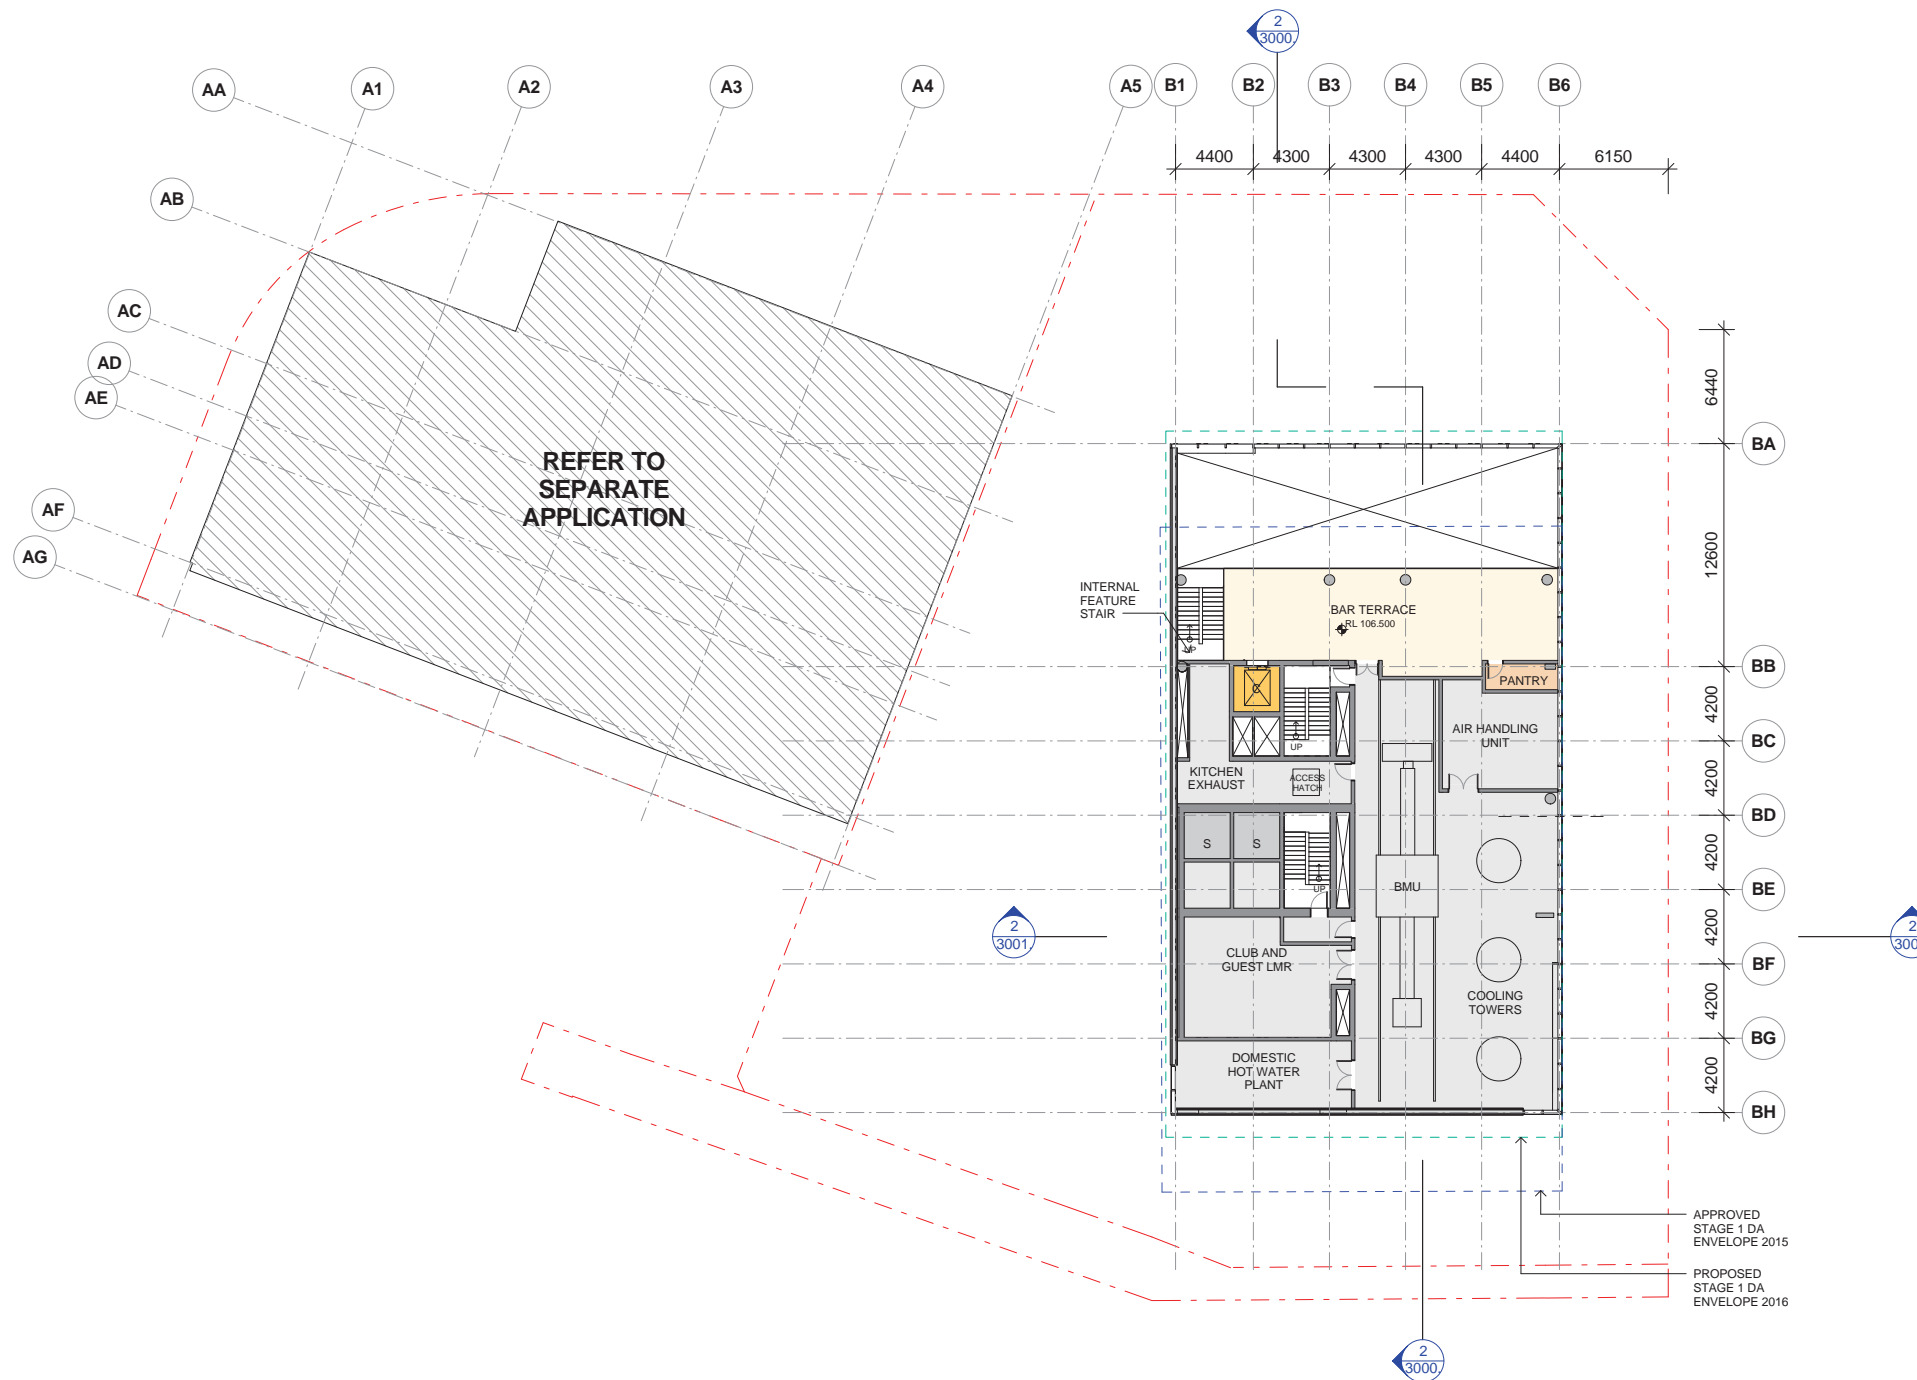 2
3000.
AA
A1
A2
A3
A4
A5
B1
B2
B3
B4
B5
B6
4400
4300
4300
4300
4400
6150
AB
AC
AD
AE
AF
AG
REFER TO
SEPARATE
APPLICATION
6440
BA
12600
BB
4200
BC
4200
BD
4200
BE
4200
BF
4200
BG
4200
BH
INTERNAL
FEATURE
STAIR
BAR TERRACE
RL 106.500
UP
C
PANTRY
UP
AIR HANDLING
UNIT
KITCHEN
EXHAUST
ACCESS
HATCH
S
S
UP
BMU
2
3001.
2
300
CLUB AND
GUEST LMR
COOLING
TOWERS
DOMESTIC
HOT WATER
PLANT
APPROVED
STAGE 1 DA
ENVELOPE 2015
PROPOSED
STAGE 1 DA
ENVELOPE 2016
2
3000.